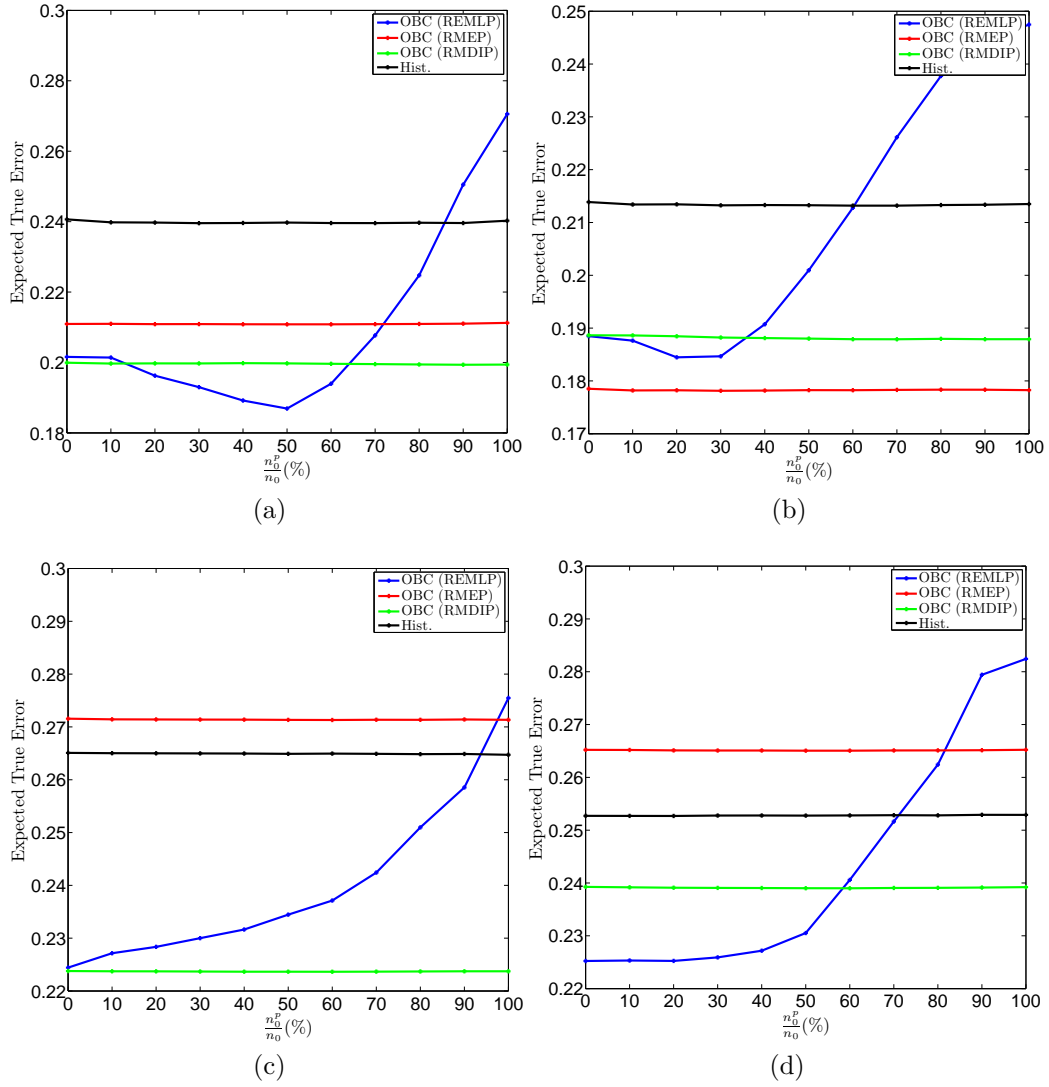 0.3
0.28
0.26
0.24
0.22
0.2
0.18
Expected True Error
OBC (REMLP)
OBC (RMEP)
OBC (RMDIP)
Hist.
0 10 20 30 40 50 60 70 80 90 100
n_0^p/n_0 (%)
(a)
0.25
0.24
0.23
0.22
0.21
0.2
0.19
0.18
0.17
Expected True Error
OBC (REMLP)
OBC (RMEP)
OBC (RMDIP)
Hist.
0 10 20 30 40 50 60 70 80 90 100
n_0^p/n_0 (%)
(b)
0.3
0.29
0.28
0.27
0.26
0.25
0.24
0.23
0.22
Expected True Error
OBC (REMLP)
OBC (RMEP)
OBC (RMDIP)
Hist.
0 10 20 30 40 50 60 70 80 90 100
n_0^p/n_0 (%)
(c)
0.3
0.29
0.28
0.27
0.26
0.25
0.24
0.23
0.22
Expected True Error
OBC (REMLP)
OBC (RMEP)
OBC (RMDIP)
Hist.
0 10 20 30 40 50 60 70 80 90 100
n_0^p/n_0 (%)
(d)